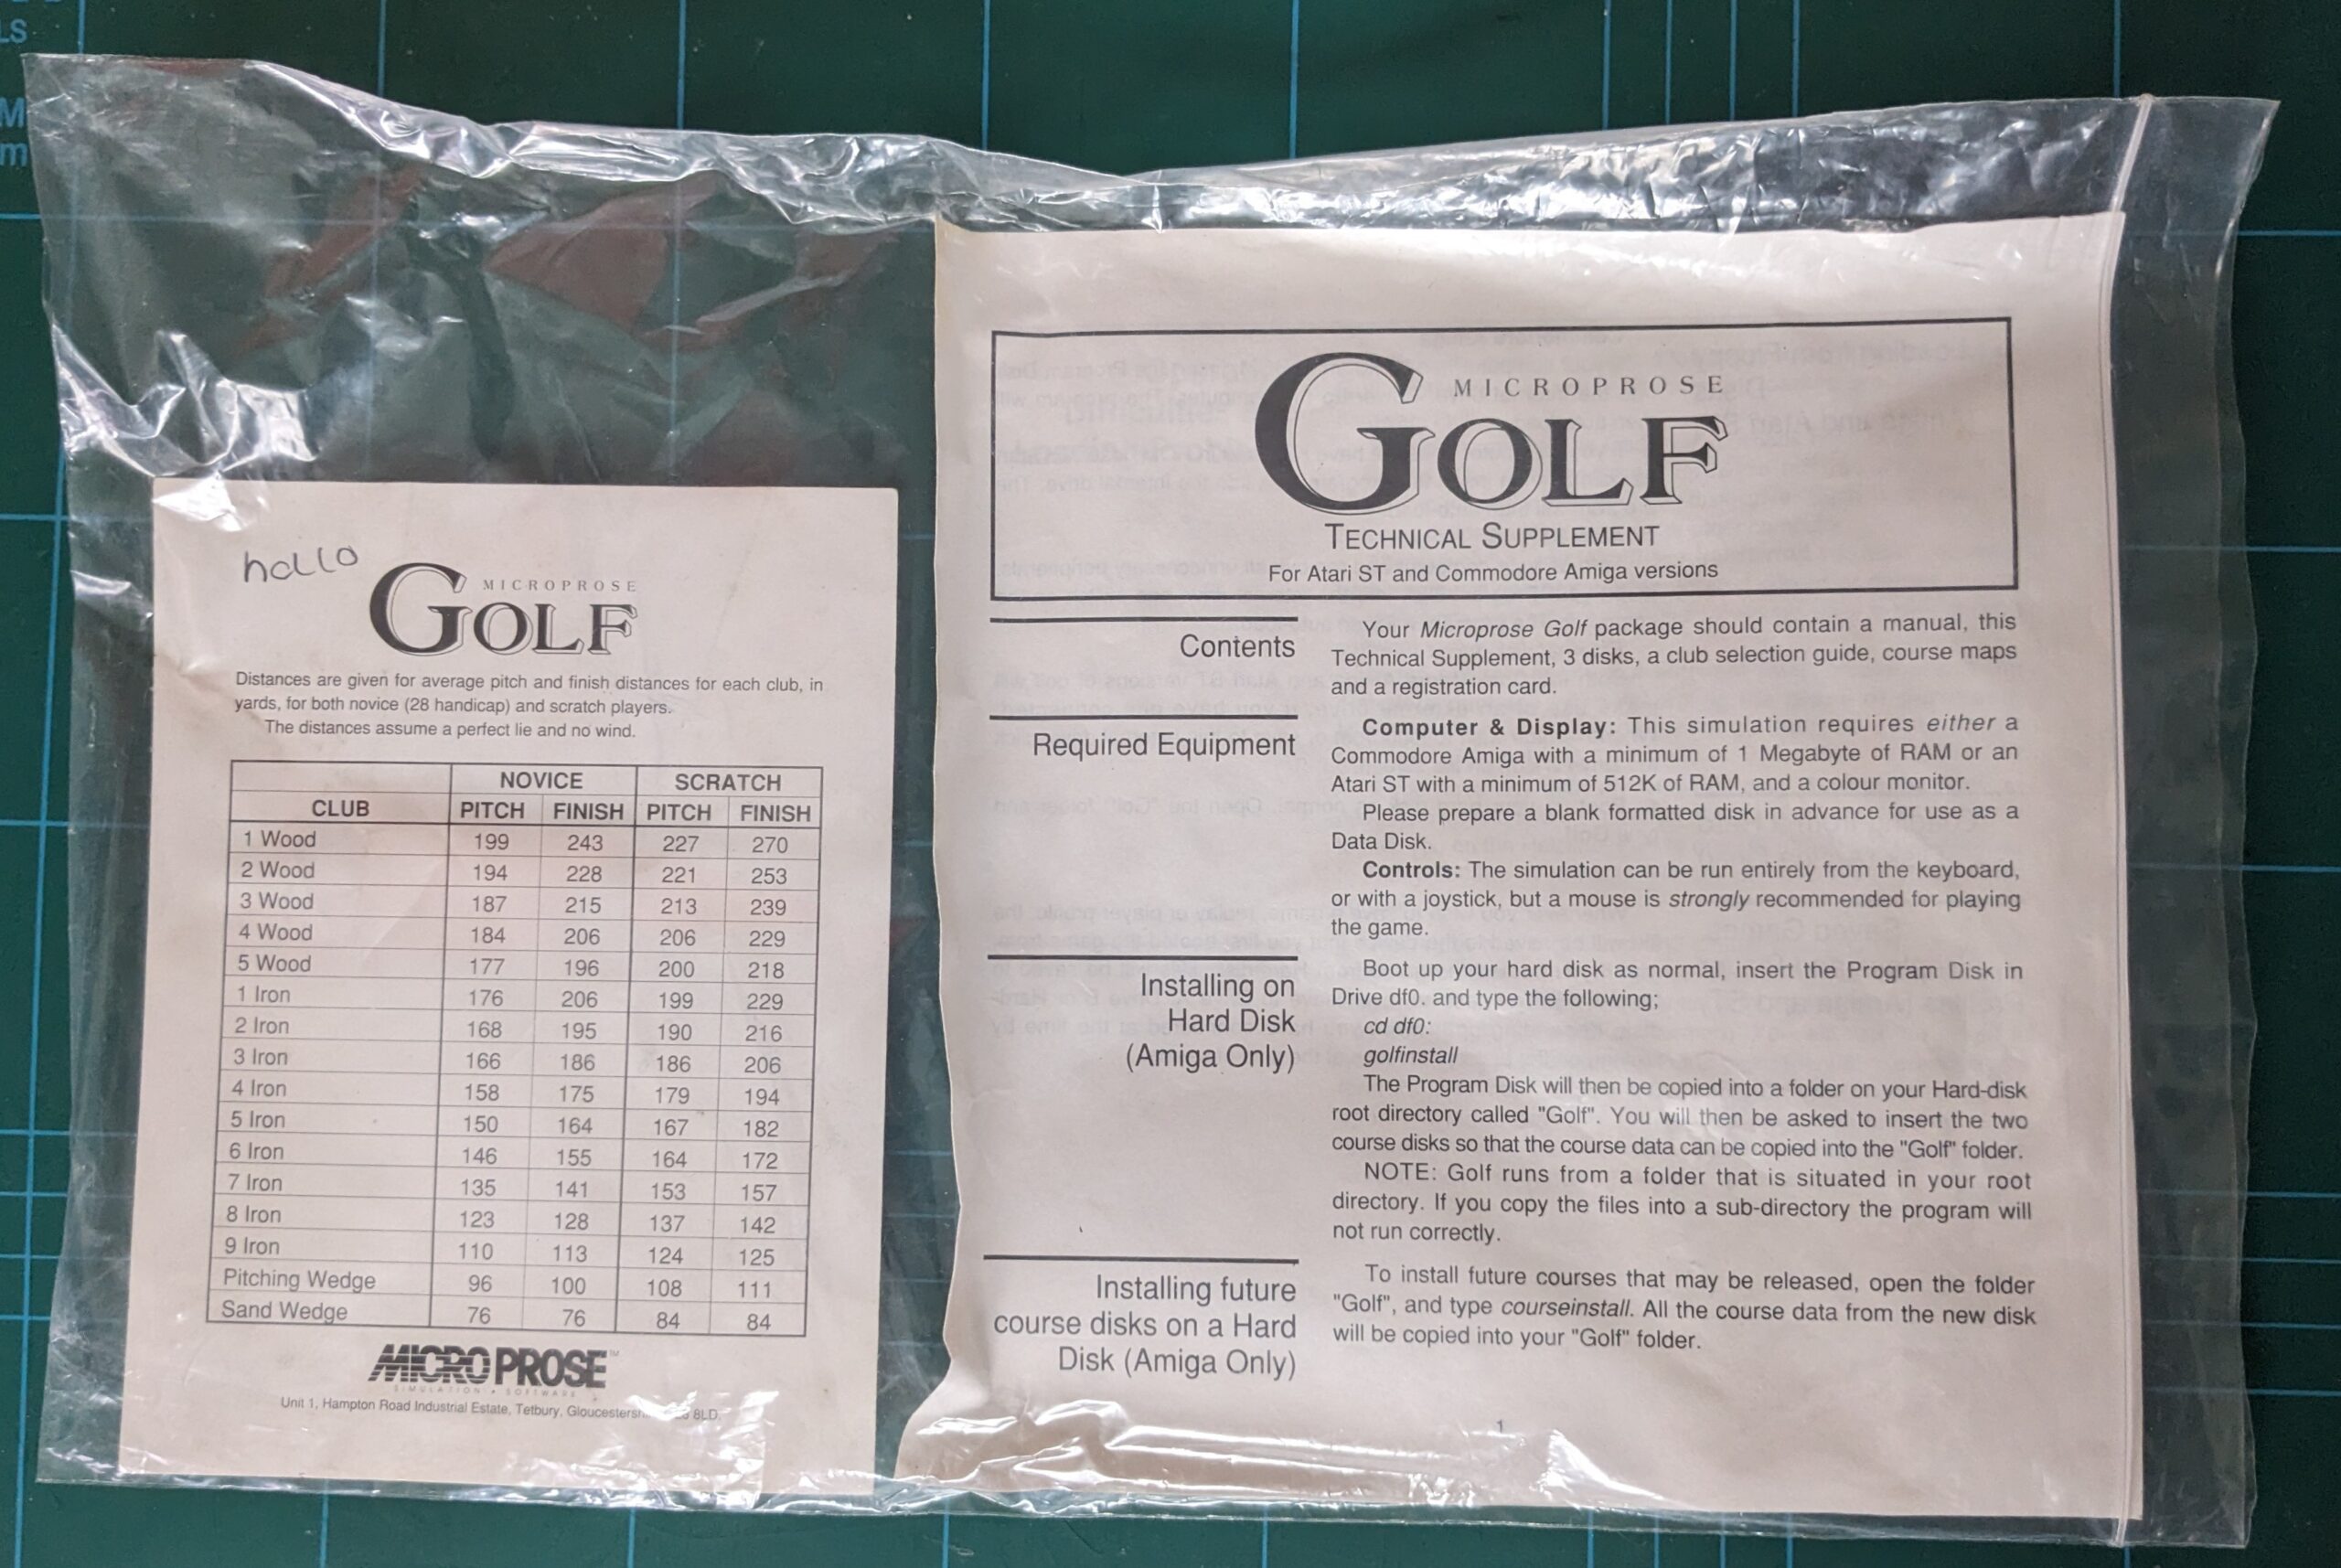 LS
M
m
hallo
MICROPROSE
GOLF
Distances are given for average pitch and finish distances for each club, in
yards, for both novice (28 handicap) and scratch players.
The distances assume a perfect lie and no wind.
NOVICE SCRATCH
CLUB PITCH FINISH PITCH FINISH
1 Wood 199 243 227 270
2 Wood 194 228 221 253
3 Wood 187 215 213 239
4 Wood 184 206 206 229
5 Wood 177 196 200 218
1 Iron 176 206 199 229
2 Iron 168 195 190 216
3 Iron 166 186 186 206
4 Iron 158 175 179 194
5 Iron 150 164 167 182
6 Iron 146 155 164 172
7 Iron 135 141 153 157
8 Iron 123 128 137 142
9 Iron 110 113 124 125
Pitching Wedge 96 100 108 111
Sand Wedge 76 76 84 84
MICROPROSE™
SIMULATION • SOFTWARE
Unit 1, Hampton Road Industrial Estate, Tetbury, 8LD.
MICROPROSE
GOLF
TECHNICAL SUPPLEMENT
For Atari ST and Commodore Amiga versions
Contents
Your Microprose Golf package should contain a manual, this
Technical Supplement, 3 disks, a club selection guide, course maps
and a registration card.
Required Equipment
Computer & Display: This simulation requires either a
Commodore Amiga with a minimum of 1 Megabyte of RAM or an
Atari ST with a minimum of 512K of RAM, and a colour monitor.
Please prepare a blank formatted disk in advance for use as a
Data Disk.
Controls: The simulation can be run entirely from the keyboard,
or with a joystick, but a mouse is strongly recommended for playing
the game.
Installing on
Hard Disk
(Amiga Only)
Boot up your hard disk as normal, insert the Program Disk in
Drive df0. and type the following;
cd df0:
golfinstall
The Program Disk will then be copied into a folder on your Hard-disk
root directory called "Golf". You will then be asked to insert the two
course disks so that the course data can be copied into the "Golf" folder.
NOTE: Golf runs from a folder that is situated in your root
directory. If you copy the files into a sub-directory the program will
not run correctly.
Installing future
course disks on a Hard
Disk (Amiga Only)
To install future courses that may be released, open the folder
"Golf", and type courseinstall. All the course data from the new disk
will be copied into your "Golf" folder.
1